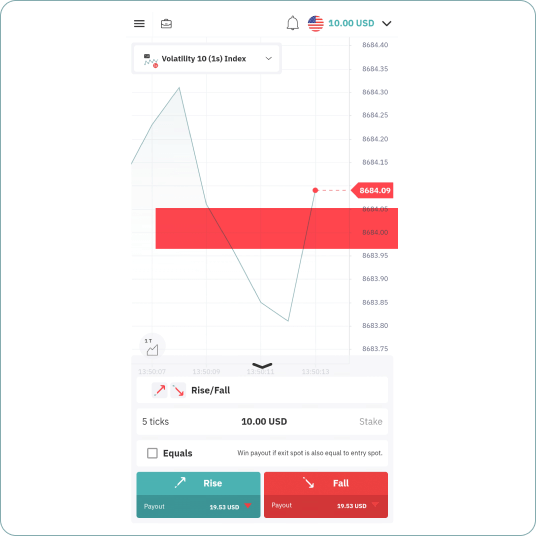 10.00 USD
8684.40
Volatility 10 (1s) Index
8684.35
8684.30
8684.25
8684.20
8684.15
8684.09
8684.05
8684.00
8683.95
8683.90
8683.85
8683.80
1 T
8683.75
13:50:07 13:50:09 13:50:11 13:50:13
Rise/Fall
5 ticks 10.00 USD Stake
Equals Win payout if exit spot is also equal to entry spot.
Rise Fall
Payout 19.53 USD Payout 19.53 USD